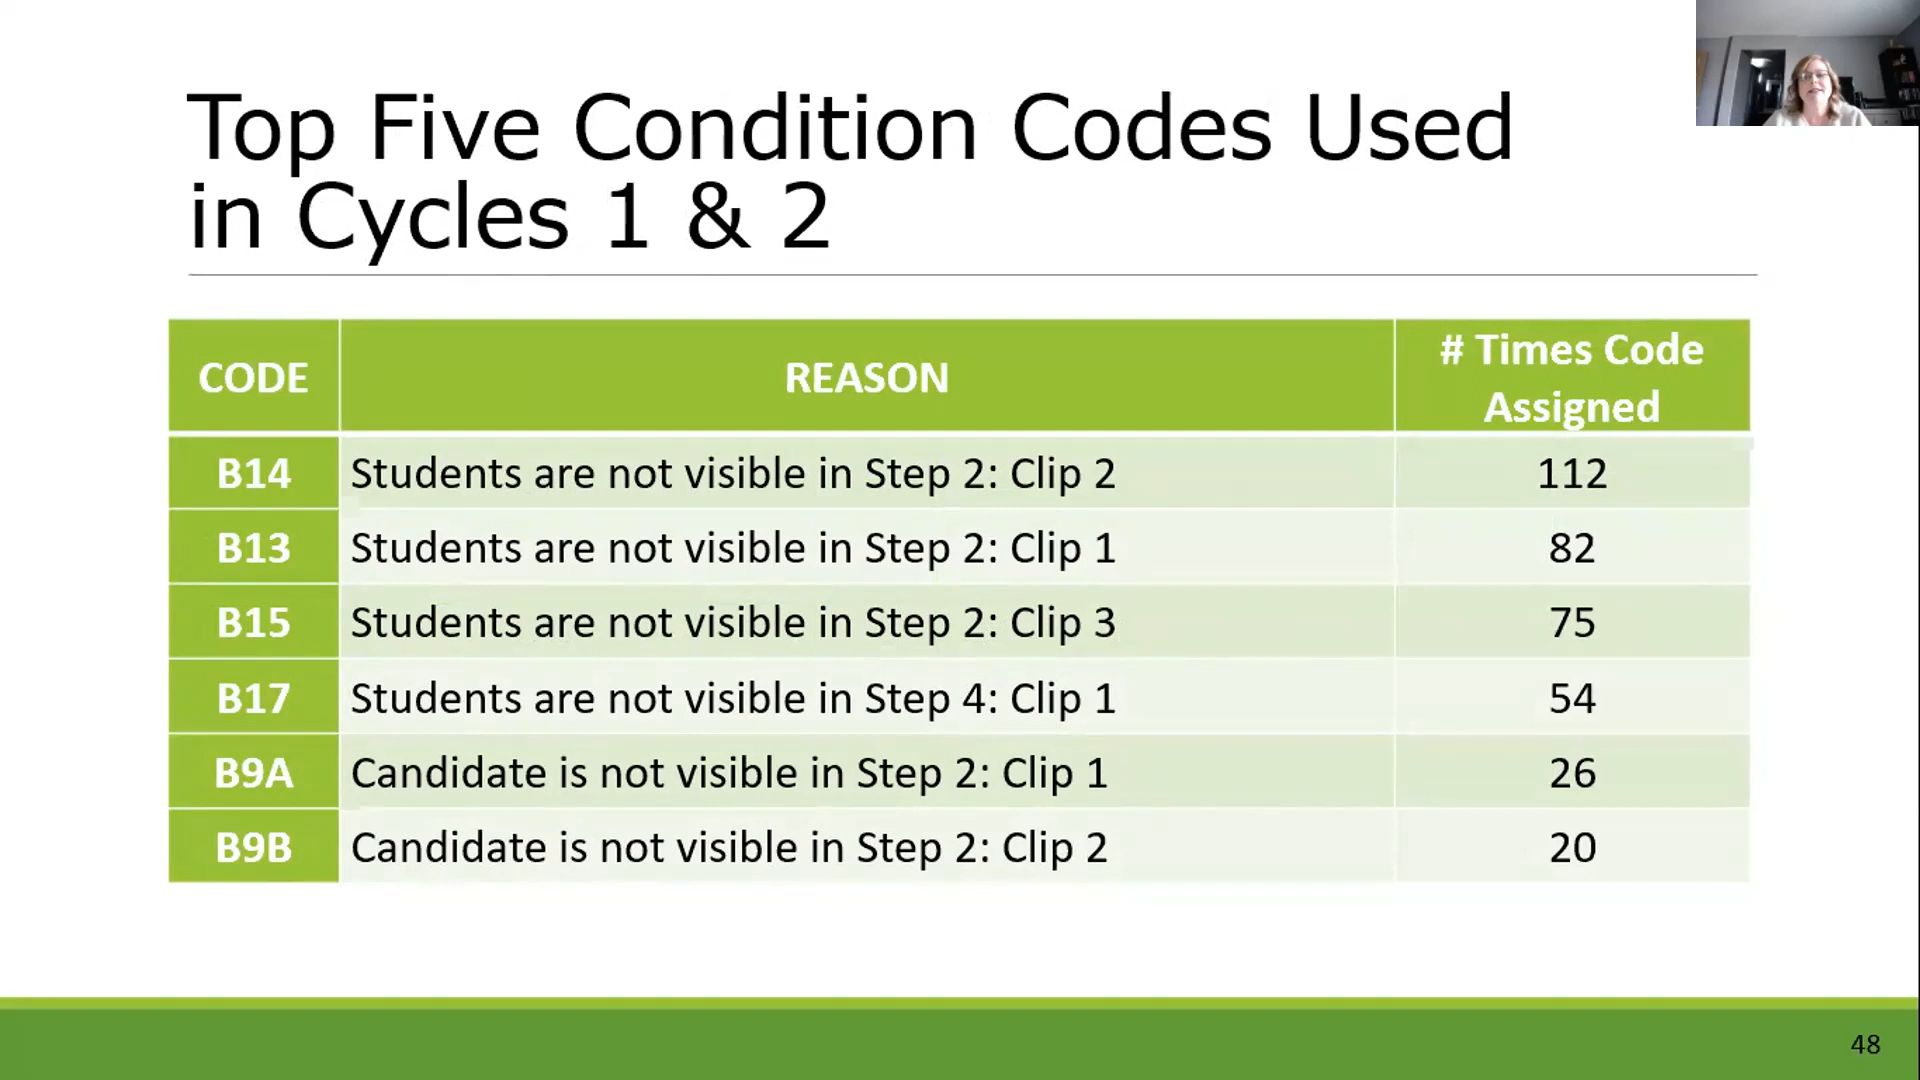 Top Five Condition Codes Used
in Cycles 1 & 2
CODE REASON # Times Code Assigned
B14 Students are not visible in Step 2: Clip 2 112
B13 Students are not visible in Step 2: Clip 1 82
B15 Students are not visible in Step 2: Clip 3 75
B17 Students are not visible in Step 4: Clip 1 54
B9A Candidate is not visible in Step 2: Clip 1 26
B9B Candidate is not visible in Step 2: Clip 2 20
48